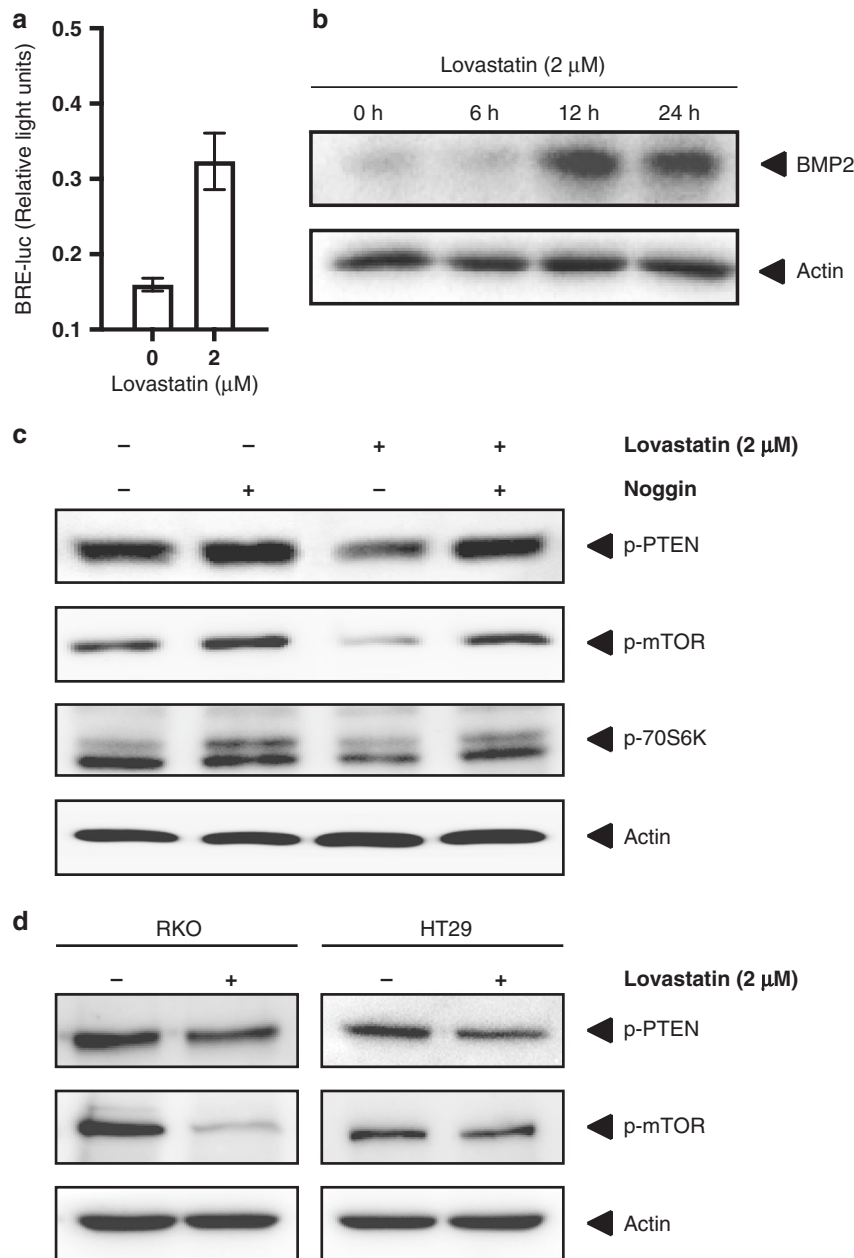 a
0.5
0.4
0.3
0.2
0.1
BRE-luc (Relative light units)
0 2
Lovastatin (μM)
b
Lovastatin (2 μM)
0 h 6 h 12 h 24 h
BMP2
Actin
c
– – + + Lovastatin (2 μM)
– + – + Noggin
p-PTEN
p-mTOR
p-70S6K
Actin
d
RKO HT29
– + – + Lovastatin (2 μM)
p-PTEN
p-mTOR
Actin